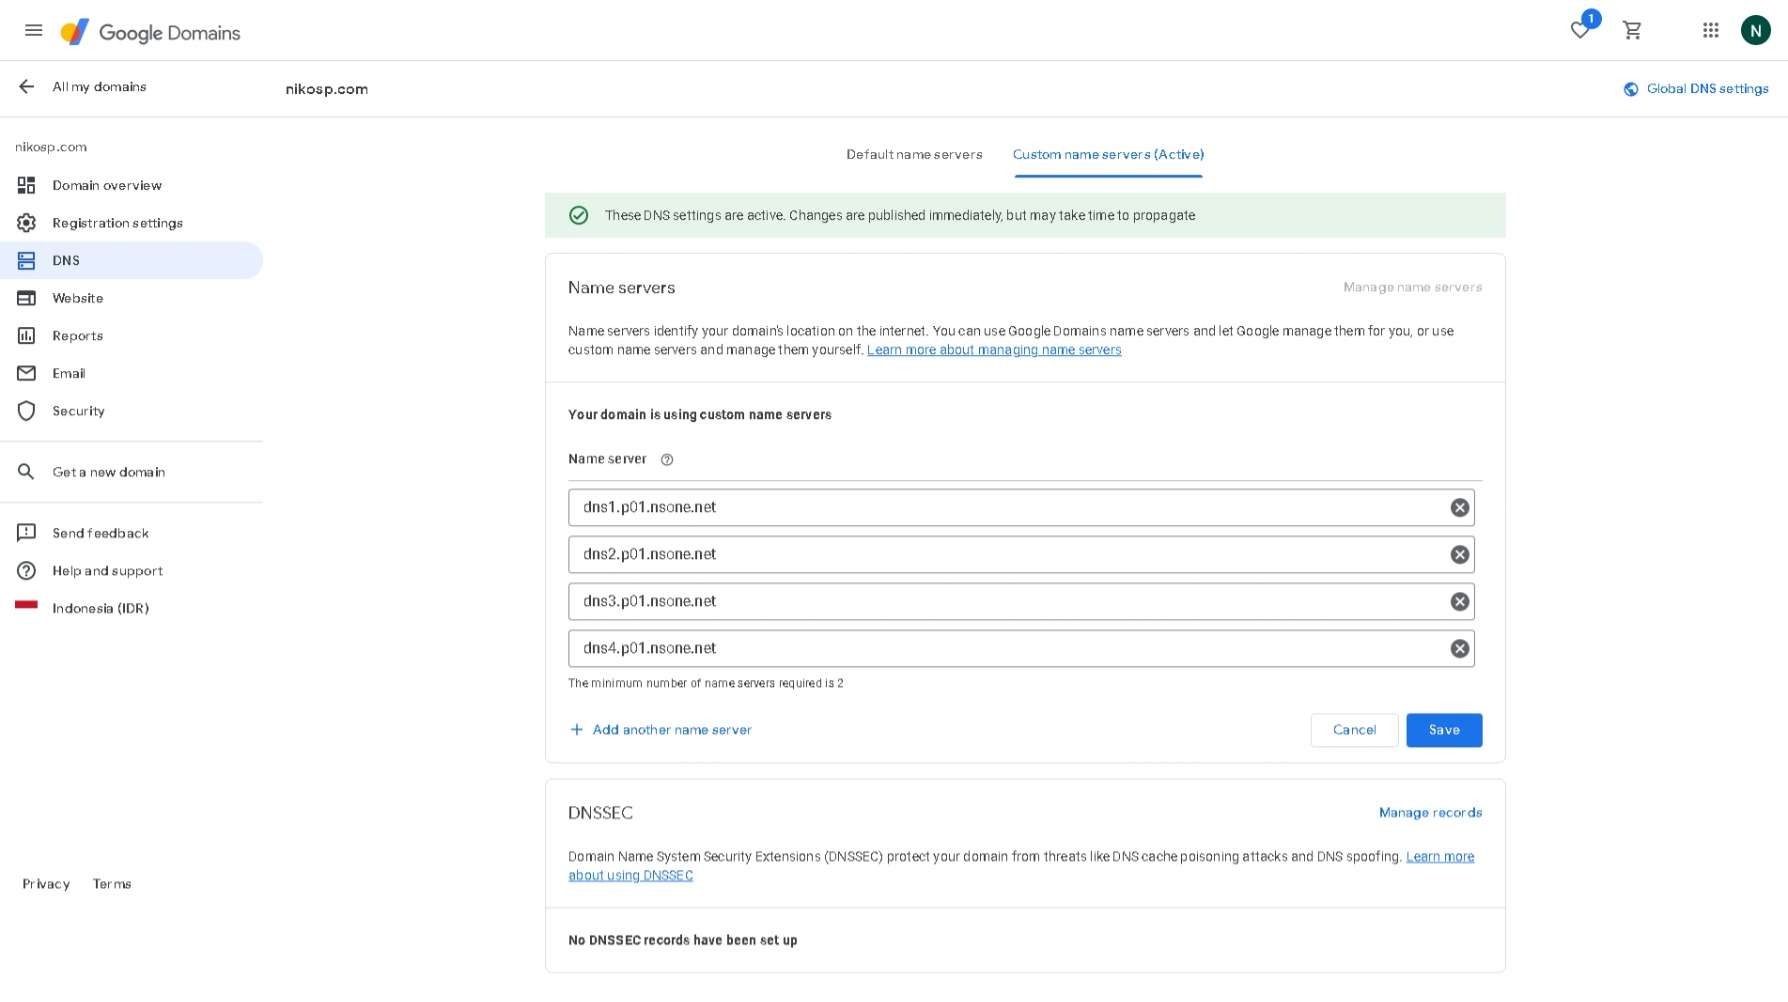 Google Domains
1
N
All my domains
nikosp.com
Global DNS settings
nikosp.com
Domain overview
Registration settings
DNS
Website
Reports
Email
Security
Get a new domain
Send feedback
Help and support
Indonesia (IDR)
Privacy Terms
Default name servers
Custom name servers (Active)
These DNS settings are active. Changes are published immediately, but may take time to propagate
Name servers
Manage name servers
Name servers identify your domain's location on the internet. You can use Google Domains name servers and let Google manage them for you, or use
custom name servers and manage them yourself. Learn more about managing name servers
Your domain is using custom name servers
Name server
dns1.p01.nsone.net
dns2.p01.nsone.net
dns3.p01.nsone.net
dns4.p01.nsone.net
The minimum number of name servers required is 2
Add another name server
Cancel
Save
DNSSEC
Manage records
Domain Name System Security Extensions (DNSSEC) protect your domain from threats like DNS cache poisoning attacks and DNS spoofing. Learn more
about using DNSSEC
No DNSSEC records have been set up